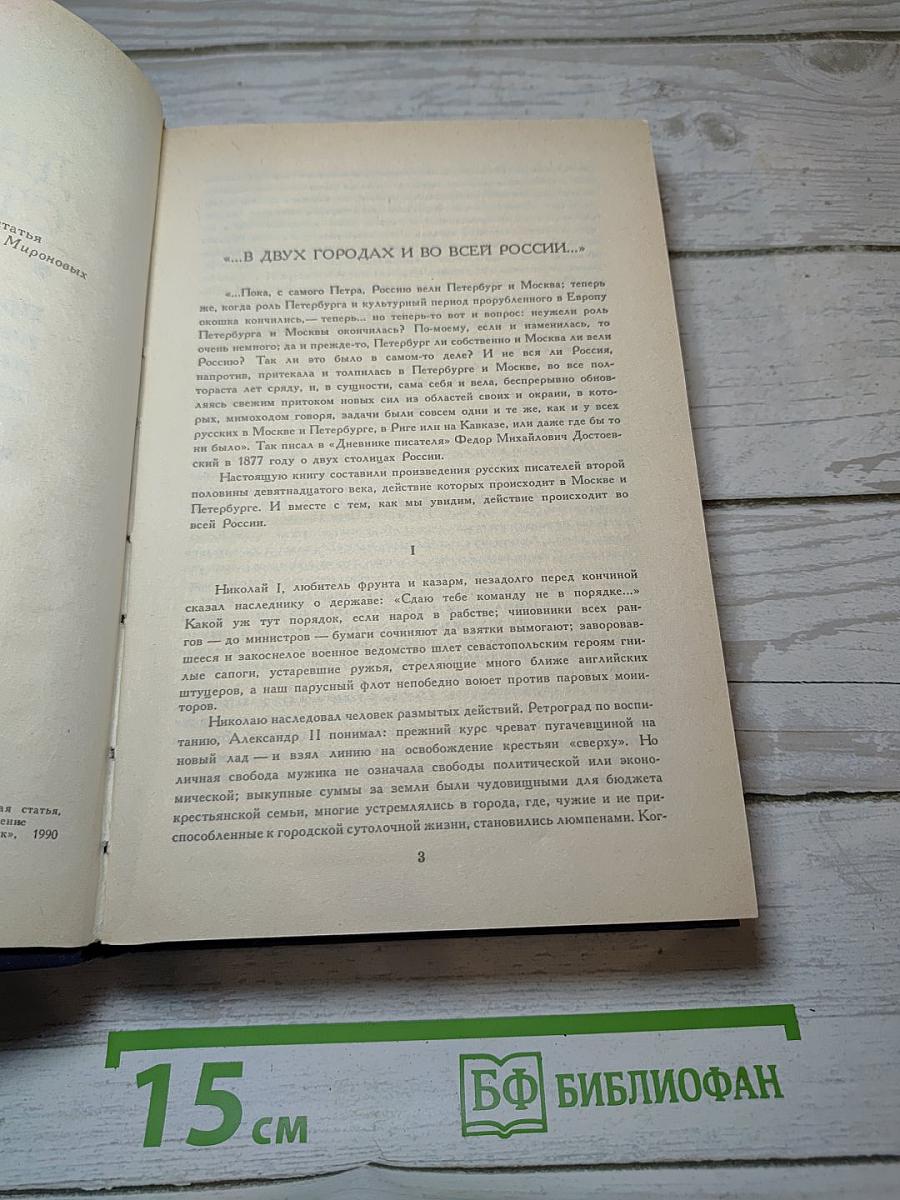 статья
Мироновых
ая статья,
ение
к», 1990
«...В ДВУХ ГОРОДАХ И ВО ВСЕЙ РОССИИ...»
«...Пока, с самого Петра, Россию вели Петербург и Москва; теперь
же, когда роль Петербурга и культурный период прорубленного в Европу
окошка кончились,— теперь... но теперь-то вот и вопрос: неужели роль
Петербурга и Москвы окончилась? По-моему, если и изменилась, то
очень немного; да и прежде-то, Петербург ли собственно и Москва ли вели
Россию? Так ли это было в самом-то деле? И не вся ли Россия,
напротив, притекала и толпилась в Петербурге и Москве, во все пол-
тораста лет сряду, и, в сущности, сама себя и вела, беспрерывно обнов-
ляясь свежим притоком новых сил из областей своих и окраин, в кото-
рых, мимоходом говоря, задачи были совсем одни и те же, как и у всех
русских в Москве и Петербурге, в Риге или на Кавказе, или даже где бы то
ни было». Так писал в «Дневнике писателя» Федор Михайлович Достоев-
ский в 1877 году о двух столицах России.
Настоящую книгу составили произведения русских писателей второй
половины девятнадцатого века, действие которых происходит в Москве и
Петербурге. И вместе с тем, как мы увидим, действие происходит во
всей России.
I
Николай I, любитель фрунта и казарм, незадолго перед кончиной
сказал наследнику о державе: «Сдаю тебе команду не в порядке...»
Какой уж тут порядок, если народ в рабстве; чиновники всех ран-
гов — до министров — бумаги сочиняют да взятки вымогают; заворовав-
шееся и закоснелое военное ведомство шлет севастопольским героям гни-
лые сапоги, устаревшие ружья, стреляющие много ближе английских
штуцеров, а наш парусный флот непобедно воюет против паровых мони-
торов.
Николаю наследовал человек размытых действий. Ретроград по воспи-
танию, Александр II понимал: прежний курс чреват пугачевщиной на
новый лад — и взял линию на освобождение крестьян «сверху». Но
личная свобода мужика не означала свободы политической или эконо-
мической; выкупные суммы за земли были чудовищными для бюджета
крестьянской семьи, многие устремлялись в города, где, чужие и не при-
способленные к городской сутолочной жизни, становились люмпенами. Ког-
3
15 см
БФ БИБЛИОФАН